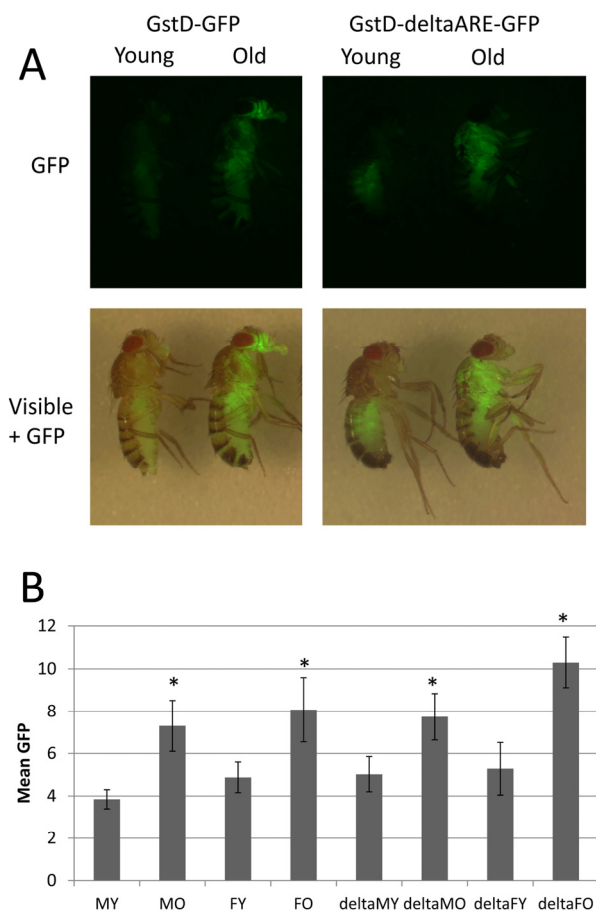 GstD-GFP GstD-deltaARE-GFP
A Young Old Young Old
GFP
Visible
+ GFP
B
12
10
8
6
4
2
0
Mean GFP
* * * *
MY MO FY FO deltaMY deltaMO deltaFY deltaFO